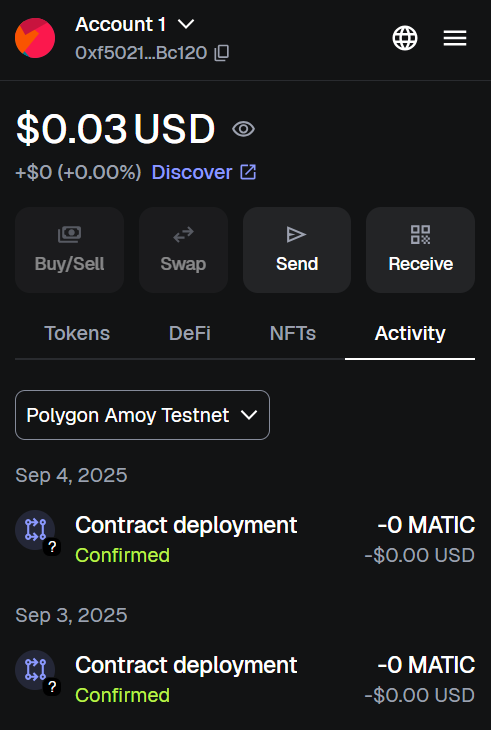 Account 1
0xf5021...Bc120
$0.03 USD
+$0 (+0.00%) Discover
Buy/Sell
Swap
Send
Receive
Tokens
DeFi
NFTs
Activity
Polygon Amoy Testnet
Sep 4, 2025
Contract deployment -0 MATIC
?
Confirmed -$0.00 USD
Sep 3, 2025
Contract deployment -0 MATIC
?
Confirmed -$0.00 USD